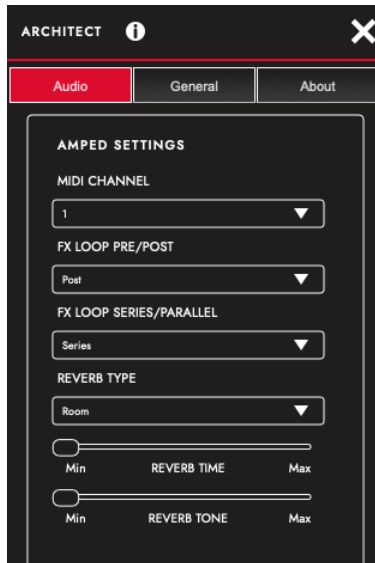 ARCHITECT i
Audio General About
AMPED SETTINGS
MIDI CHANNEL
1
FX LOOP PRE/POST
Post
FX LOOP SERIES/PARALLEL
Series
REVERB TYPE
Room
Min REVERB TIME Max
Min REVERB TONE Max